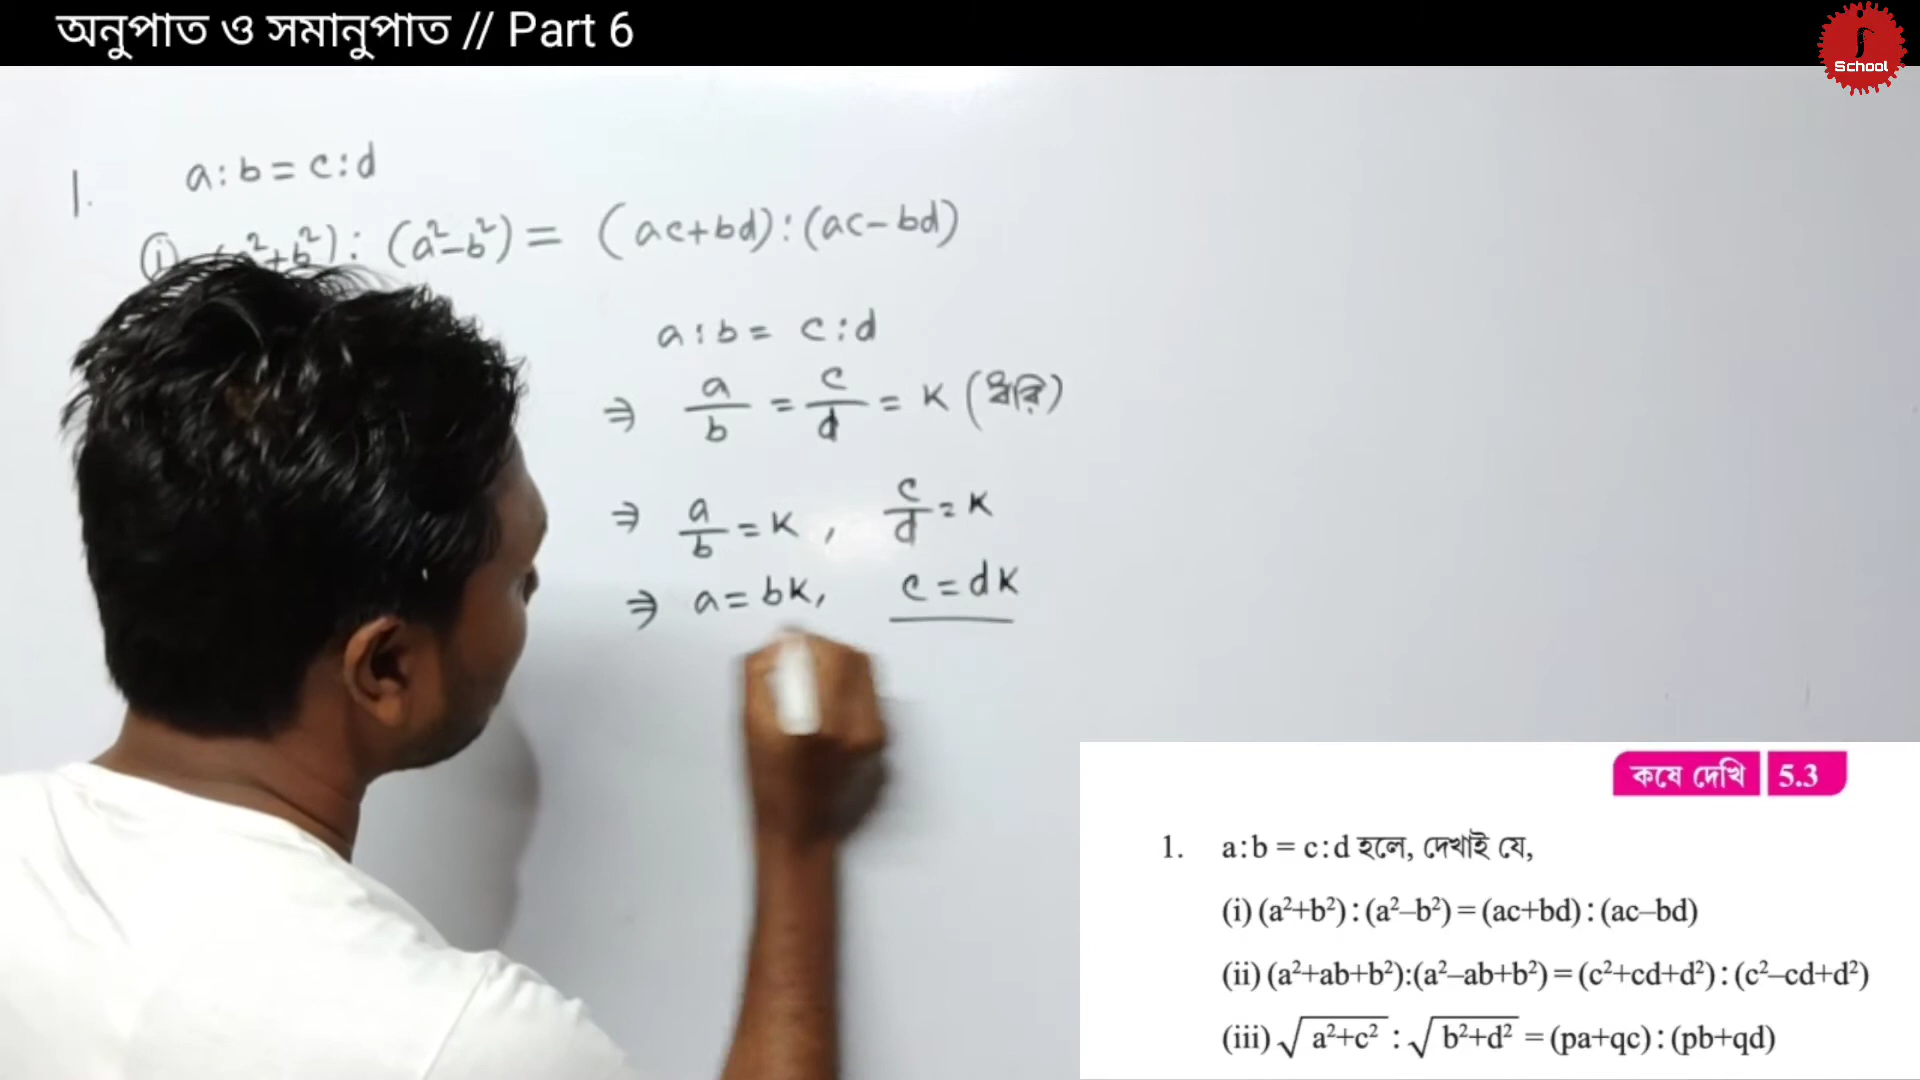 অনুপাত ও সমানুপাত // Part 6
School
1. a:b = c:d
(i) (a²+b²) : (a²-b²) = (ac+bd) : (ac-bd)
a:b = c:d
⇒ a/b = c/d = K (ধরি)
⇒ a/b = K, c/d = K
⇒ a = bK, c = dK
কষে দেখি 5.3
1. a:b = c:d হলে, দেখাই যে,
(i) (a²+b²) : (a²–b²) = (ac+bd) : (ac–bd)
(ii) (a²+ab+b²):(a²–ab+b²) = (c²+cd+d²) : (c²–cd+d²)
(iii) √a²+c² : √b²+d² = (pa+qc) : (pb+qd)